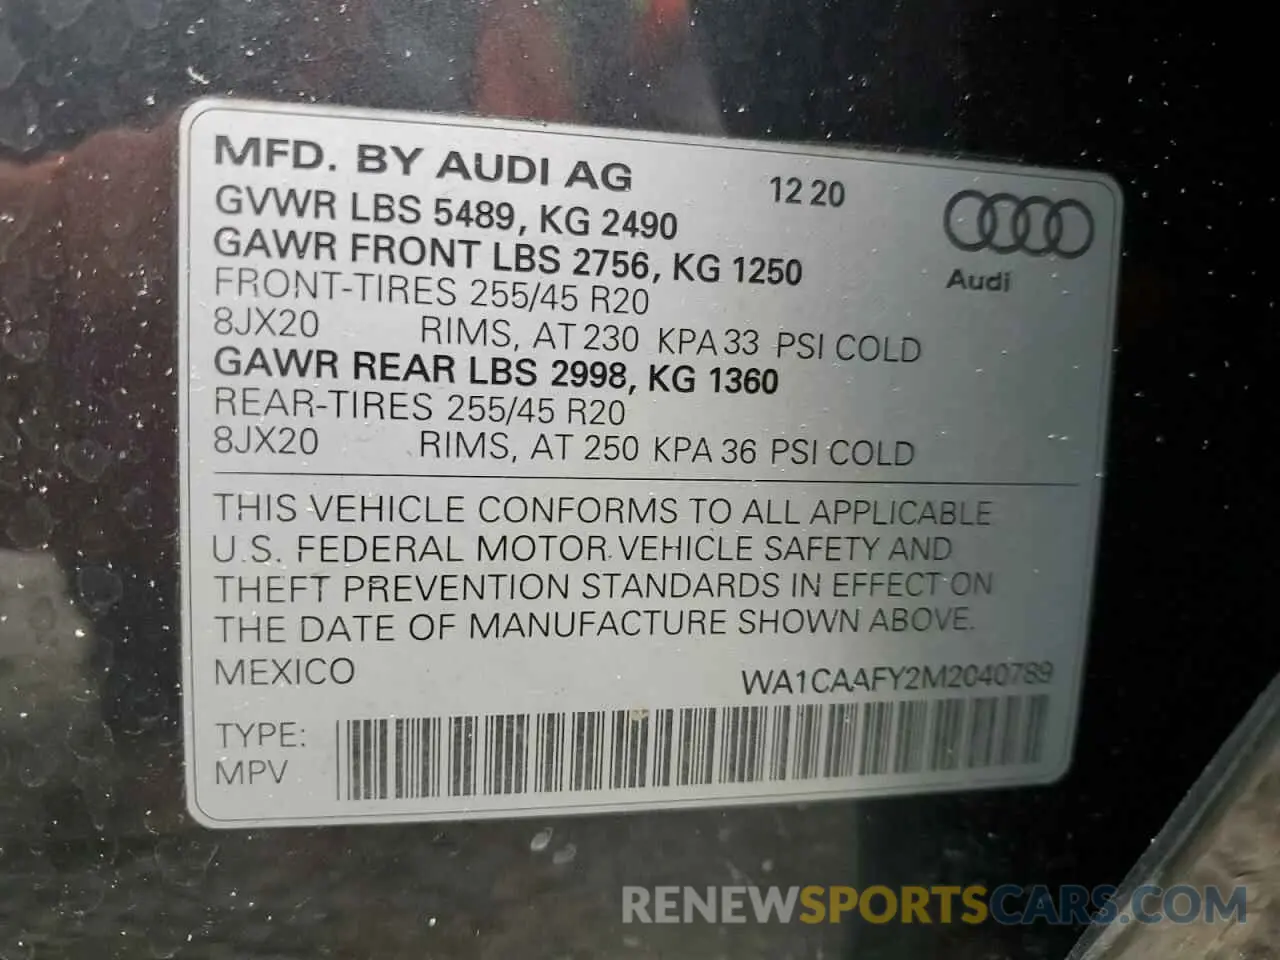 MFD. BY AUDI AG 12 20
GVWR LBS 5489, KG 2490
GAWR FRONT LBS 2756, KG 1250
Audi
FRONT-TIRES 255/45 R20
8JX20 RIMS, AT 230 KPA 33 PSI COLD
GAWR REAR LBS 2998, KG 1360
REAR-TIRES 255/45 R20
8JX20 RIMS, AT 250 KPA 36 PSI COLD
THIS VEHICLE CONFORMS TO ALL APPLICABLE
U.S. FEDERAL MOTOR VEHICLE SAFETY AND
THEFT PREVENTION STANDARDS IN EFFECT ON
THE DATE OF MANUFACTURE SHOWN ABOVE.
MEXICO WA1CAAFY2M2040789
TYPE:
MPV
RENEWSPORTSCARS.COM